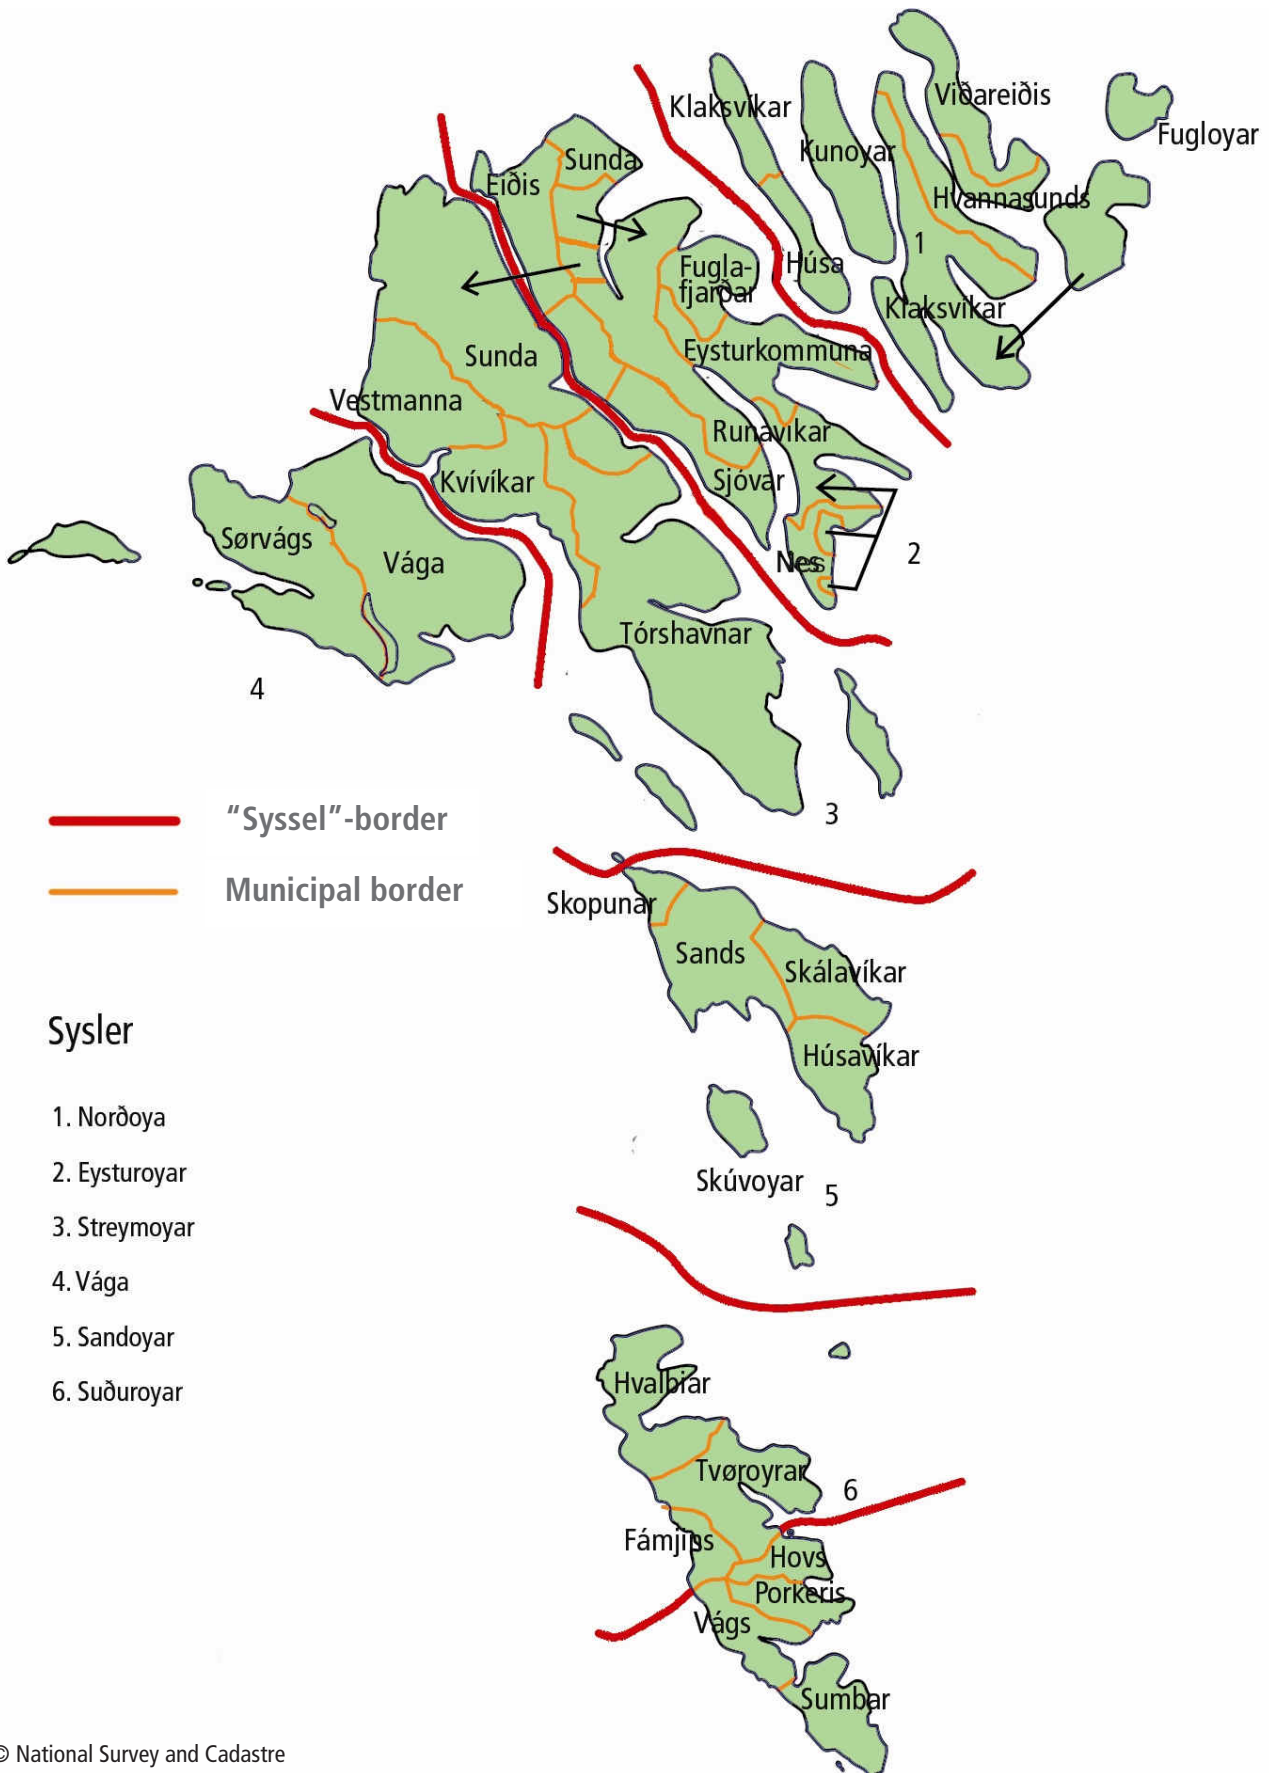 Viðareiðis
Klaksvíkar
Fugloyar
Kunoyar
Sunda
Eiðis
Hvannasunds
1
Húsa
Fugla-
fjarðar
Klaksvíkar
Eysturkommuna
Sunda
Vestmanna
Runavíkar
Sjóvar
Kvívíkar
Sørvágs
Vága
Nes
2
Tórshavnar
4
3
"Syssel"-border
Municipal border
Skopunar
Sands
Skálavíkar
Húsavíkar
Skúvoyar
5
Sysler
1. Norðoya
2. Eysturoyar
3. Streymoyar
4. Vága
5. Sandoyar
6. Suðuroyar
Hvalbiar
Tvøroyrar
6
Fámjins
Hovs
Porkeris
Vágs
Sumbar
© National Survey and Cadastre